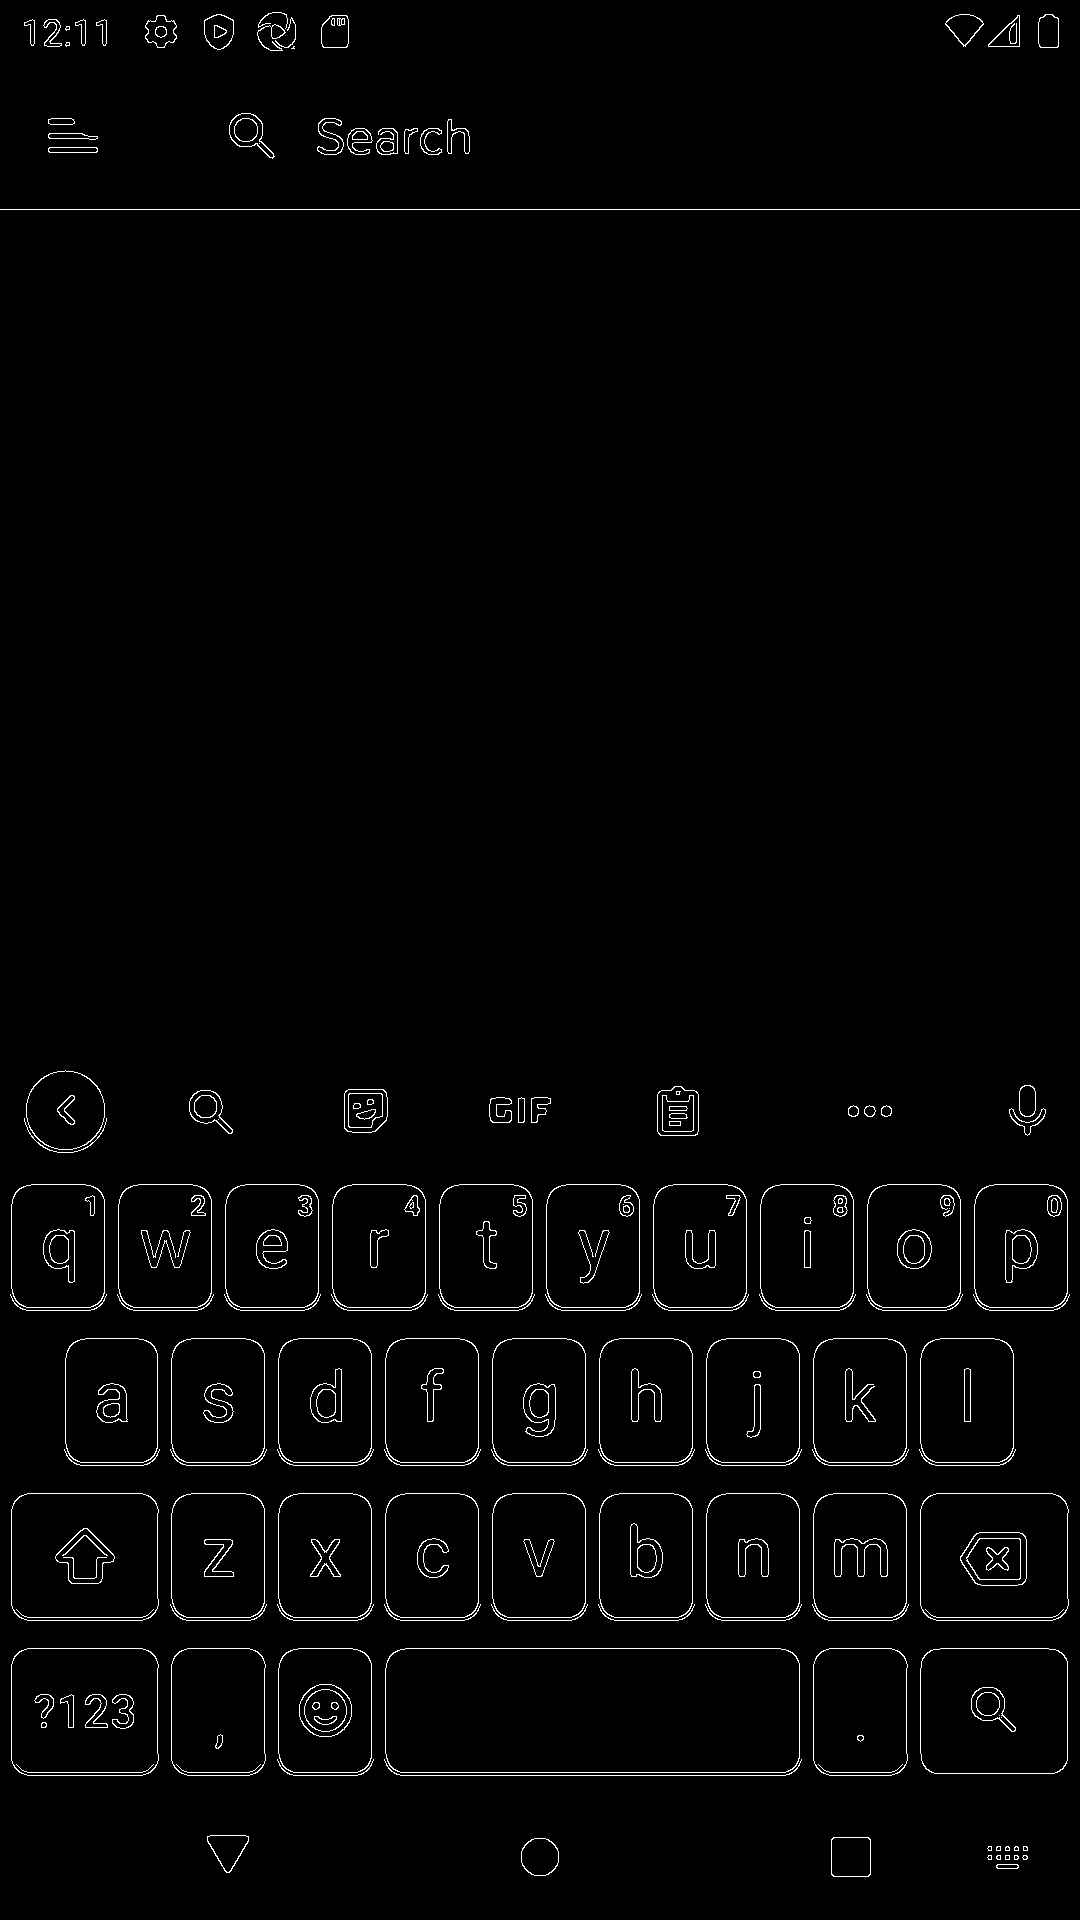 12:11
Search
GIF
1 2 3 4 5 6 7 8 9 0
q w e r t y u i o p
a s d f g h j k l
z x c v b n m
?123 , .